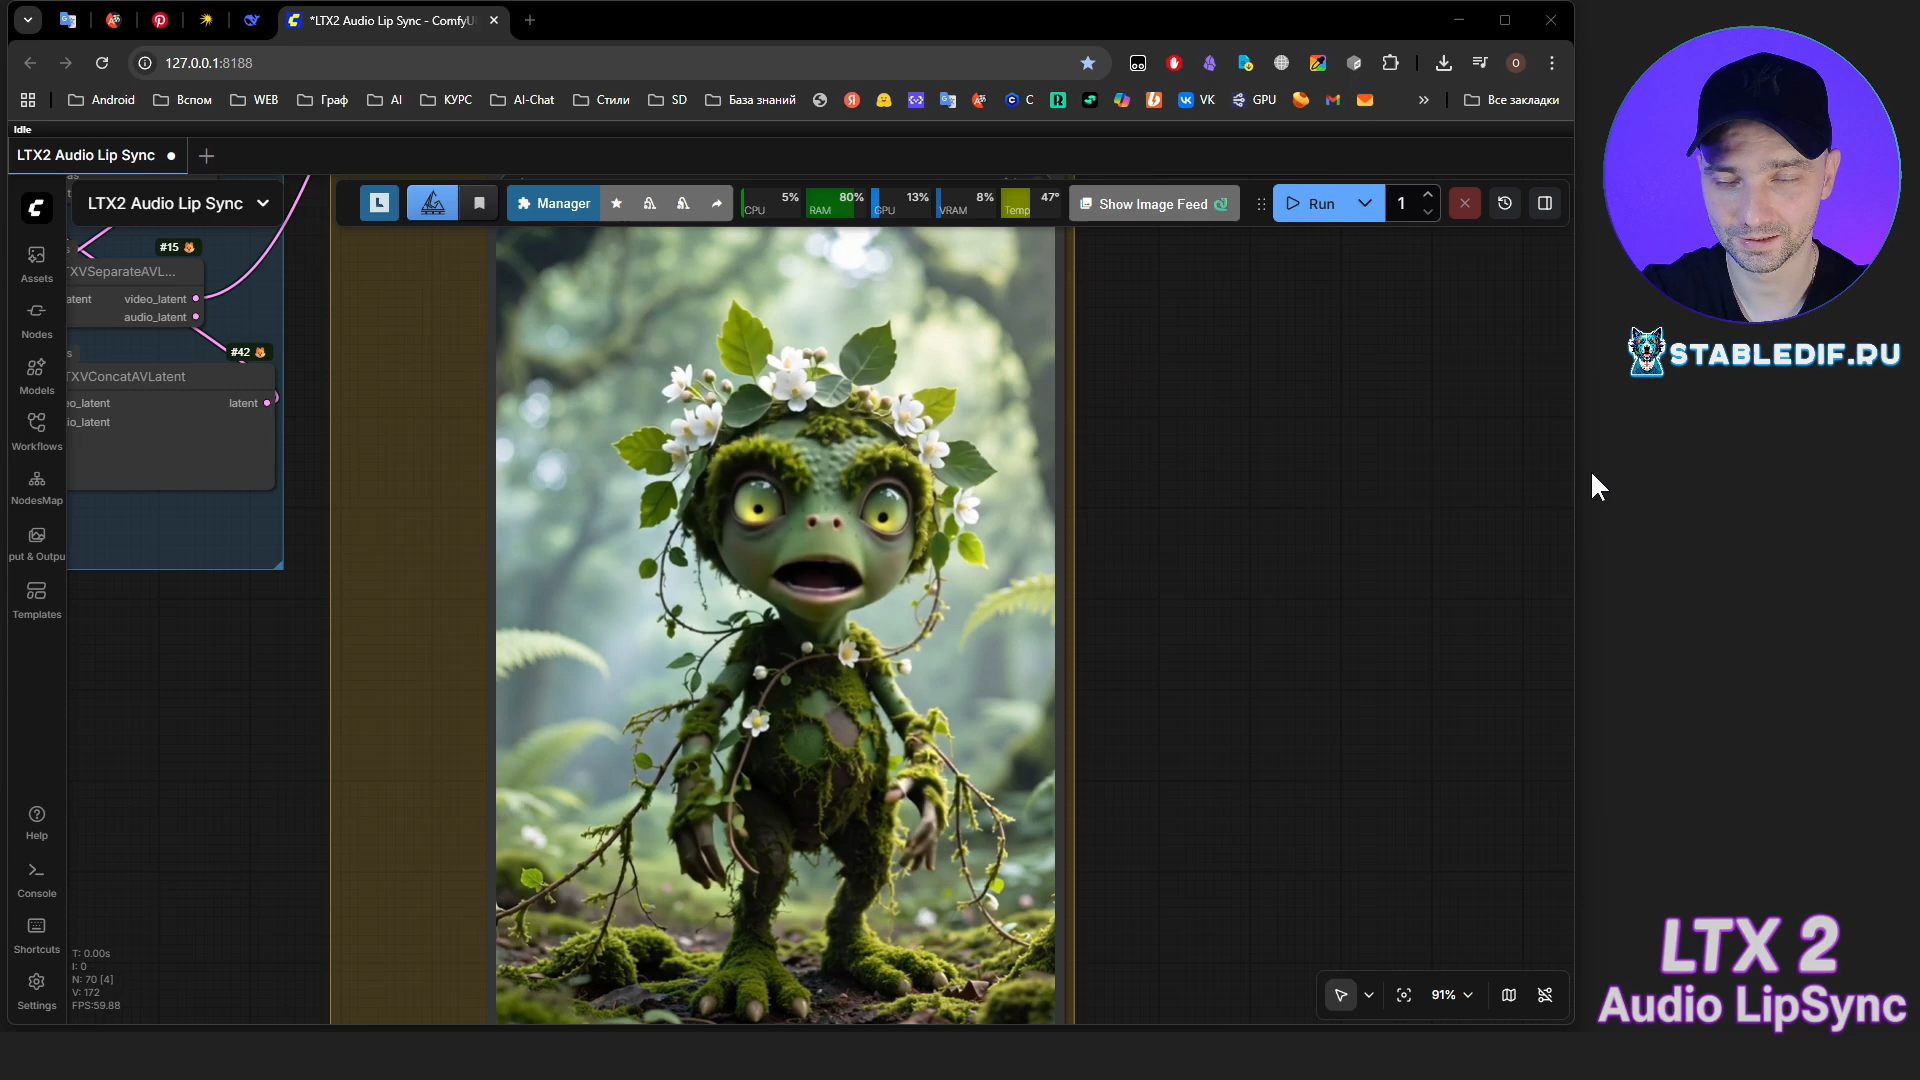 *LTX2 Audio Lip Sync - ComfyUI
127.0.0.1:8188
Android
Вспом
WEB
Граф
AI
КУРС
AI-Chat
Стили
SD
База знаний
C
VK
GPU
Все закладки
Idle
LTX2 Audio Lip Sync
LTX2 Audio Lip Sync
Manager
5%
CPU
80%
RAM
13%
GPU
8%
VRAM
47°
Temp
Show Image Feed
Run
1
Assets
Nodes
Models
Workflows
NodesMap
put & Outpu
Templates
Help
Console
Shortcuts
Settings
#15
TXVSeparateAVL...
atent
video_latent
audio_latent
#42
TXVConcatAVLatent
eo_latent
latent
io_latent
T: 0.00s
I: 0
N: 70 [4]
V: 172
FPS:59.88
91%
STABLEDIF.RU
LTX 2
Audio LipSync